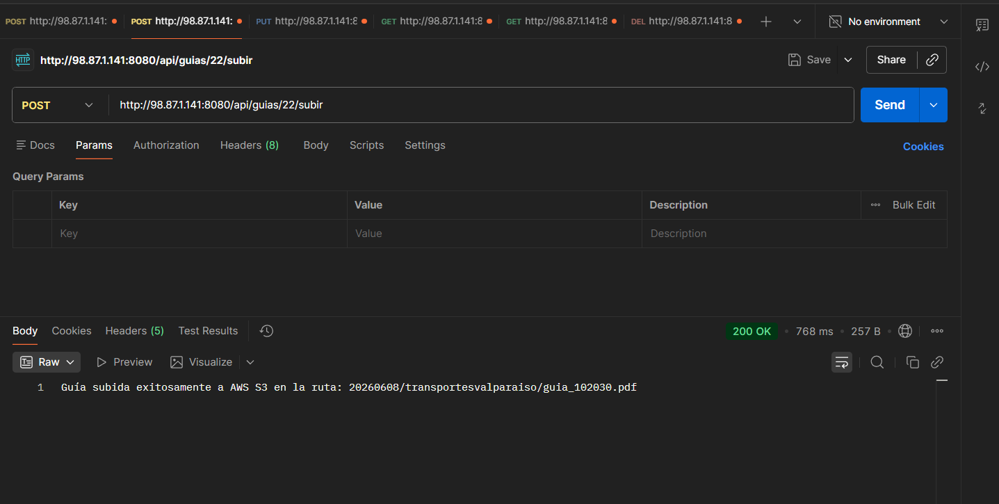 POST http://98.87.1.141: POST http://98.87.1.141: PUT http://98.87.1.141:8 GET http://98.87.1.141:8 GET http://98.87.1.141:8 DEL http://98.87.1.141:8 No environment
HTTP http://98.87.1.141:8080/api/guias/22/subir Save Share
POST http://98.87.1.141:8080/api/guias/22/subir Send
Docs Params Authorization Headers (8) Body Scripts Settings Cookies
Query Params
Key Value Description Bulk Edit
Key Value Description
Body Cookies Headers (5) Test Results 200 OK 768 ms 257 B
Raw Preview Visualize
1 Guía subida exitosamente a AWS S3 en la ruta: 20260608/transportesvalparaiso/guia_102030.pdf